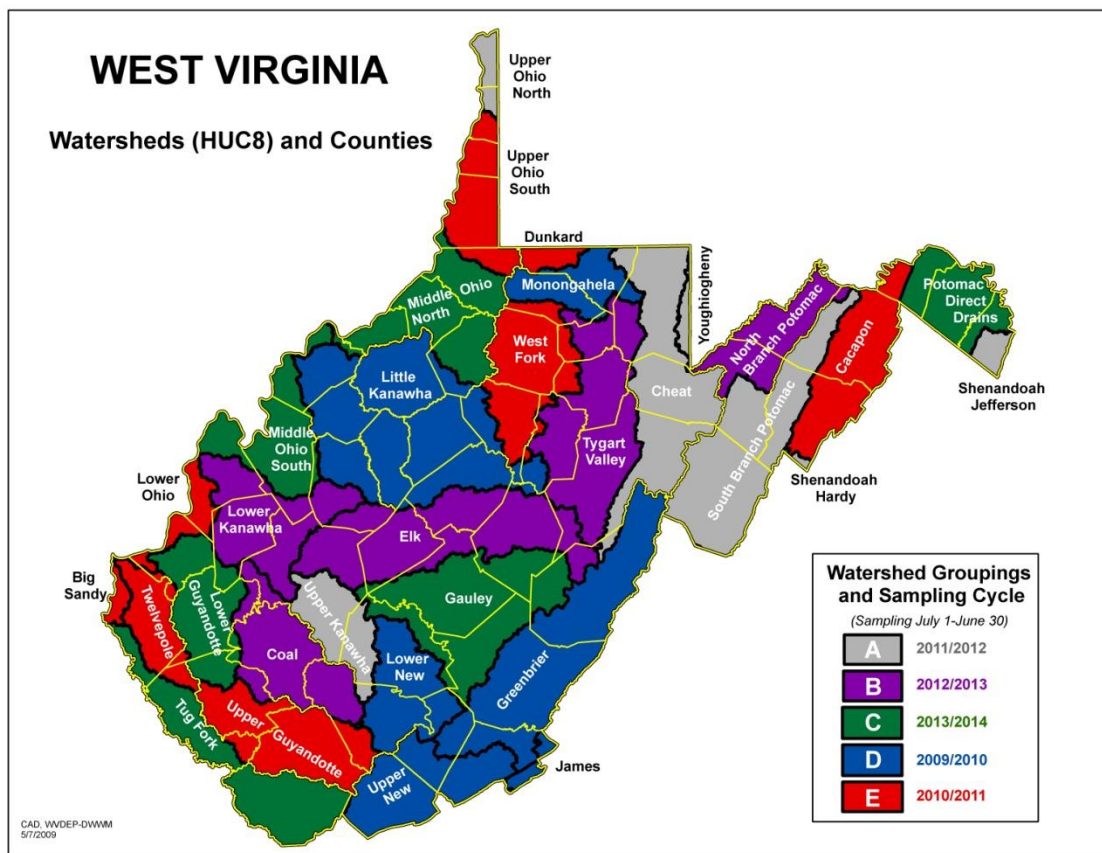 WEST VIRGINIA
Watersheds (HUC8) and Counties
Upper
Ohio
North
Upper
Ohio
South
Dunkard
Monongahela
Youghiogheny
Middle Ohio
North
West
Fork
Little
Kanawha
Cheat
North
Branch Potomac
South Branch Potomac
Cacapon
Potomac
Direct
Drains
Shenandoah
Jefferson
Shenandoah
Hardy
Tygart
Valley
Middle
Ohio
South
Lower
Ohio
Lower
Kanawha
Elk
Big
Sandy
Twelvepole
Lower
Guyandotte
Upper Kanawha
Gauley
Coal
Lower
New
Greenbrier
Tug Fork
Upper
Guyandotte
Upper
New
James
Watershed Groupings
and Sampling Cycle
(Sampling July 1-June 30)
A 2011/2012
B 2012/2013
C 2013/2014
D 2009/2010
E 2010/2011
CAD, WVDEP-DWWM
5/7/2009